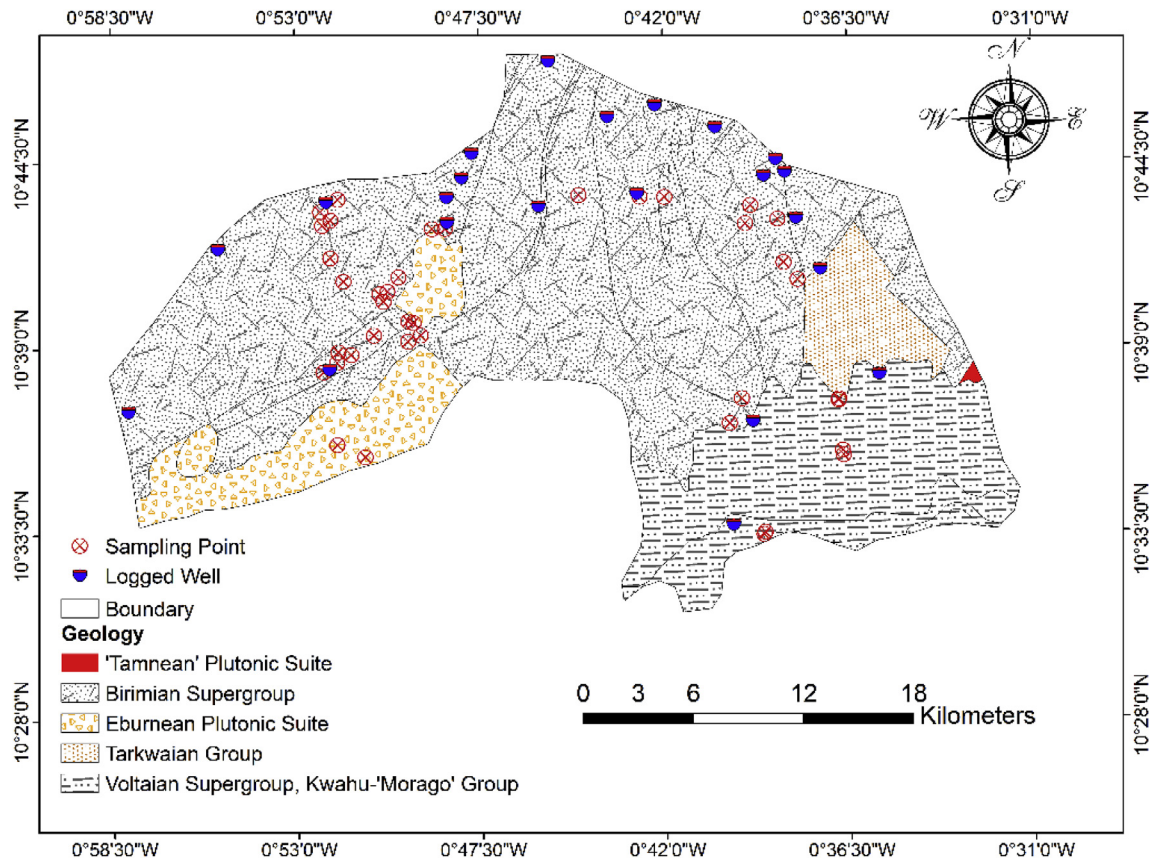 0°58'30"W 0°53'0"W 0°47'30"W 0°42'0"W 0°36'30"W 0°31'0"W
N
W E
S
10°44'30"N 10°44'30"N
10°39'0"N 10°39'0"N
10°33'30"N 10°33'30"N
10°28'0"N 10°28'0"N
Sampling Point
Logged Well
Boundary
Geology
'Tamnean' Plutonic Suite
Birimian Supergroup
Eburnean Plutonic Suite
Tarkwaian Group
Voltaian Supergroup, Kwahu-'Morago' Group
0 3 6 12 18
Kilometers
0°58'30"W 0°53'0"W 0°47'30"W 0°42'0"W 0°36'30"W 0°31'0"W